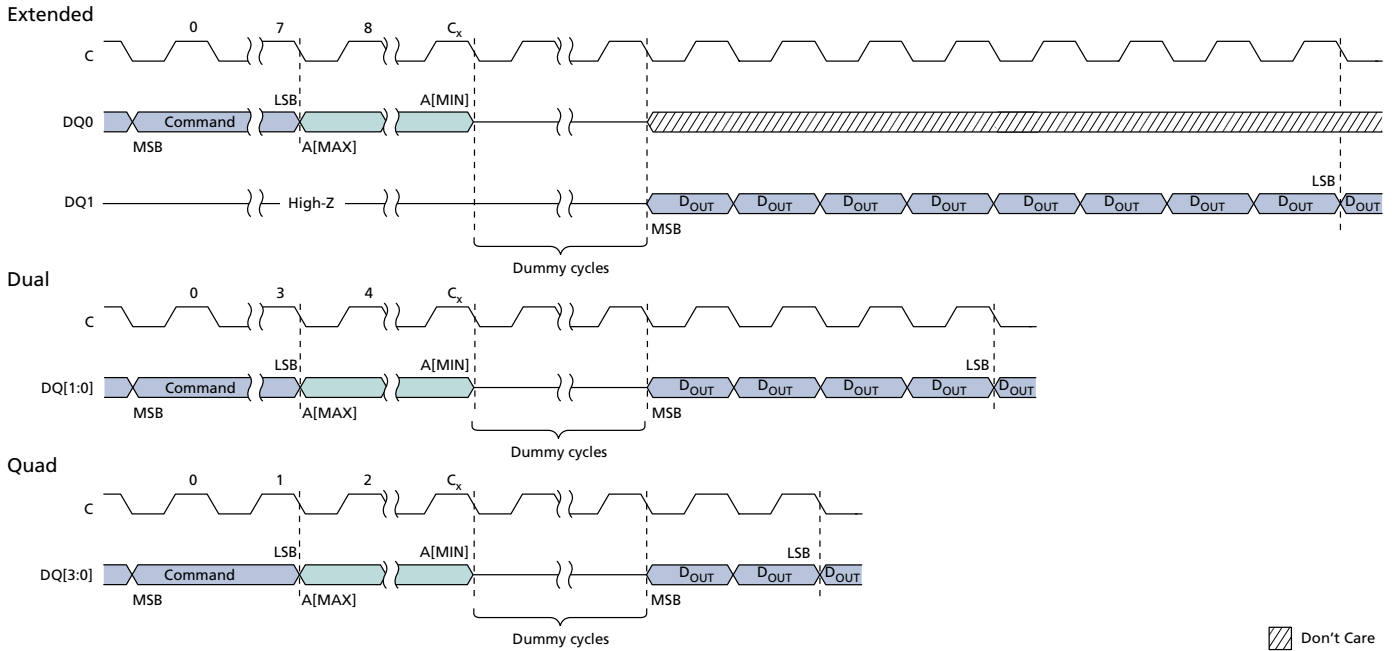 Extended
0 7 8 Cx
C
LSB A[MIN]
DQ0 Command
MSB A[MAX]
LSB
DQ1 High-Z DOUT DOUT DOUT DOUT DOUT DOUT DOUT DOUT DOUT
MSB
Dummy cycles
Dual
0 3 4 Cx
C
LSB A[MIN] LSB
DQ[1:0] Command DOUT DOUT DOUT DOUT DOUT
MSB A[MAX] MSB
Dummy cycles
Quad
0 1 2 Cx
C
LSB A[MIN] LSB
DQ[3:0] Command DOUT DOUT DOUT
MSB A[MAX] MSB
Dummy cycles
Don't Care